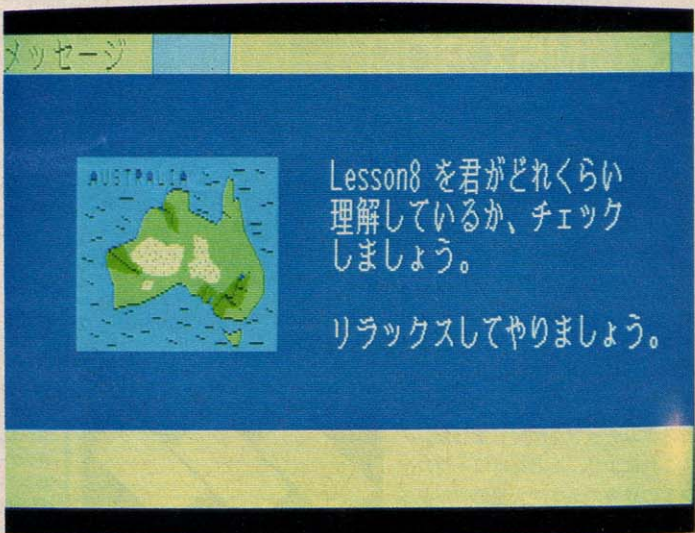 メッセージ
AUSTRALIA
Lesson8 を君がどれくらい
理解しているか、チェック
しましょう。
リラックスしてやりましょう。